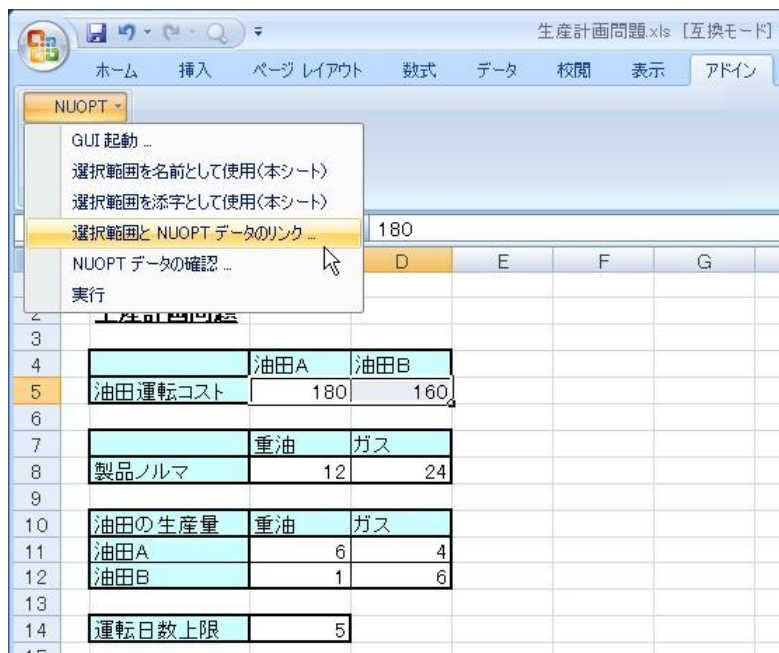 生産計画問題.xls [互換モード]
ホーム 挿入 ページ レイアウト 数式 データ 校閲 表示 アドイン
NUOPT
GUI 起動 ...
選択範囲を名前として使用(本シート)
選択範囲を添字として使用(本シート)
選択範囲と NUOPT データのリンク ...
NUOPT データの確認 ...
実行
180
D E F G
2 生産計画問題
3
4 油田A 油田B
5 油田運転コスト 180 160
6
7 重油 ガス
8 製品ノルマ 12 24
9
10 油田の生産量 重油 ガス
11 油田A 6 4
12 油田B 1 6
13
14 運転日数上限 5
15